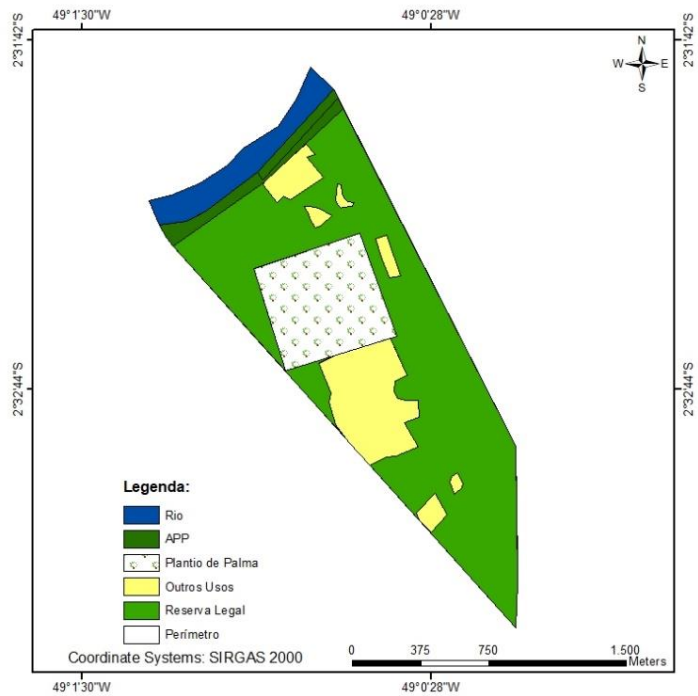 49°1'30"W 49°0'28"W
2°31'42"S 2°31'42"S
N
W E
S
2°32'44"S 2°32'44"S
Legenda:
Rio
APP
Plantio de Palma
Outros Usos
Reserva Legal
Perímetro
Coordinate Systems: SIRGAS 2000
0 375 750 1.500
Meters
49°1'30"W 49°0'28"W